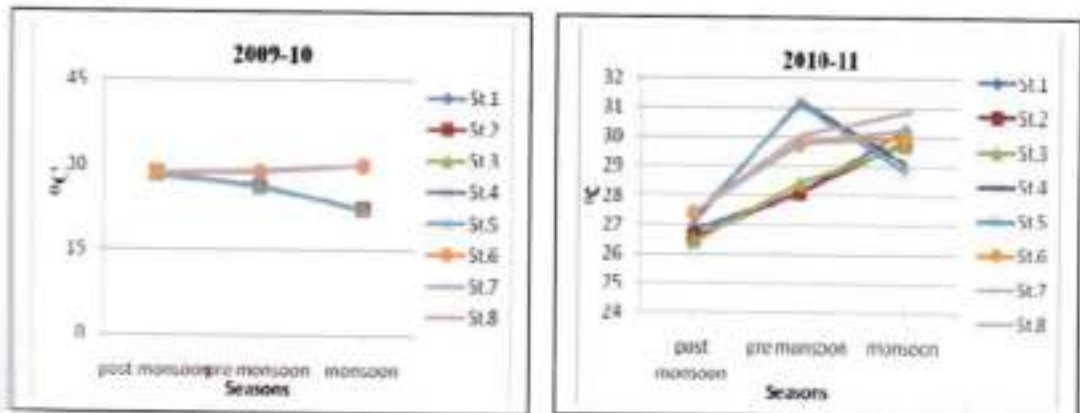 2009-10
45
30
15
0
°C
post monsoon pre monsoon monsoon
Seasons
St.1
St.2
St.3
St.4
St.5
St.6
St.7
St.8
2010-11
32
31
30
29
28
27
26
25
24
°C
post monsoon
pre monsoon
monsoon
Seasons
St.1
St.2
St.3
St.4
St.5
St.6
St.7
St.8